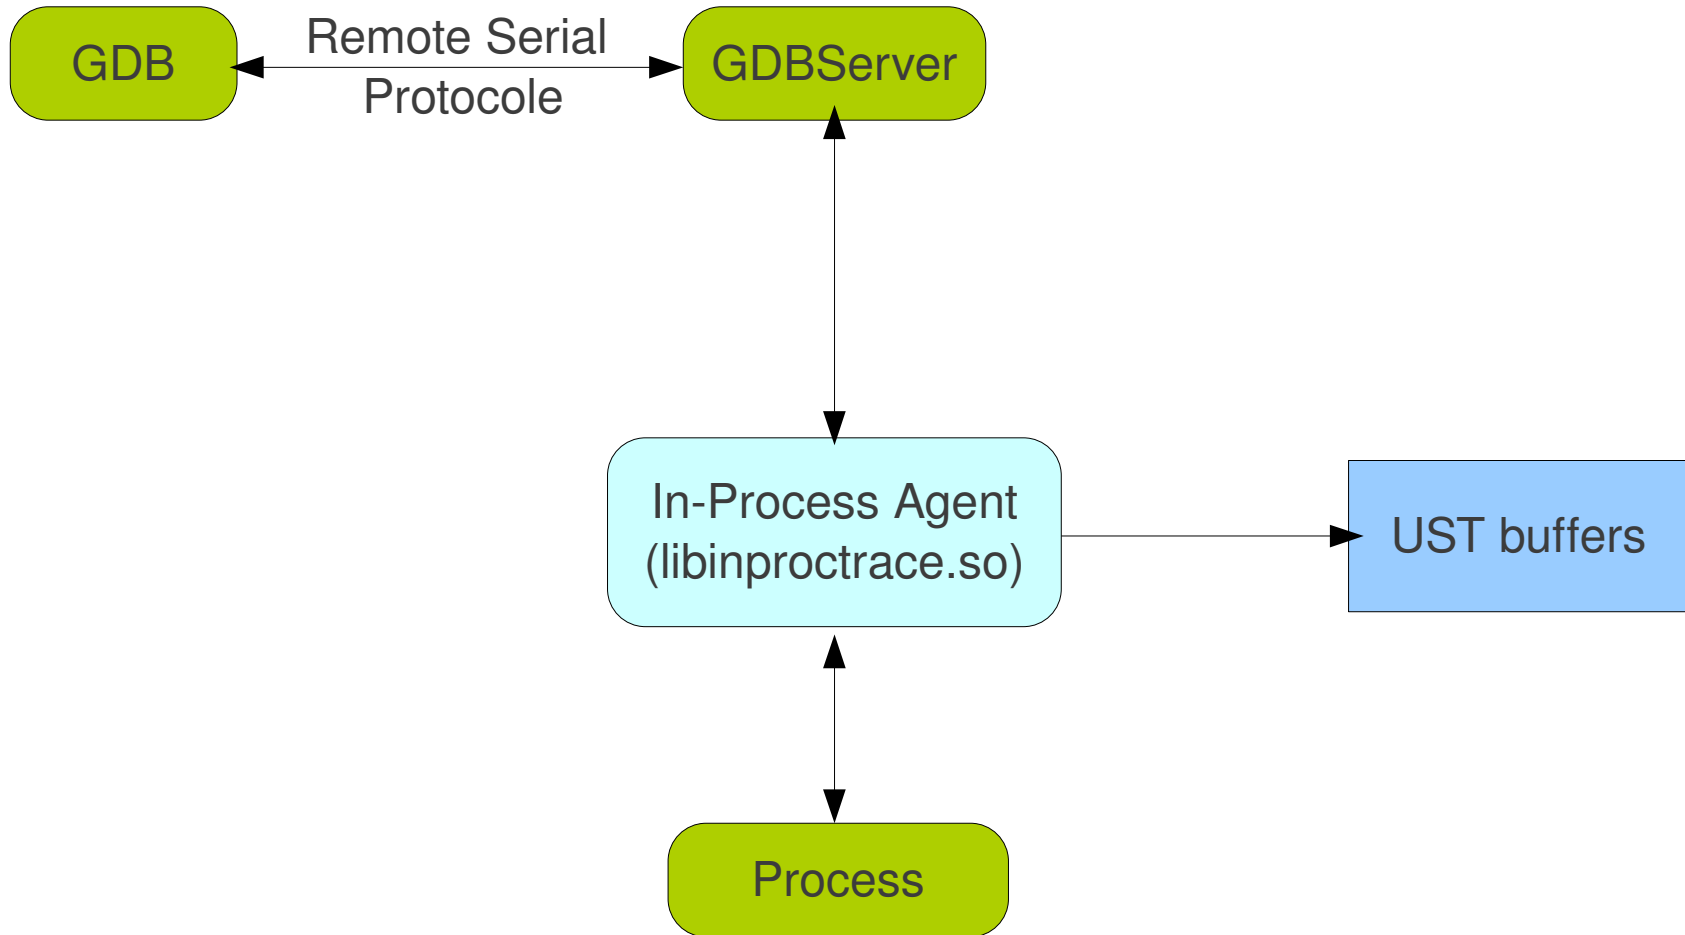 GDB
Remote Serial
Protocole
GDBServer
In-Process Agent
(libinproctrace.so)
UST buffers
Process